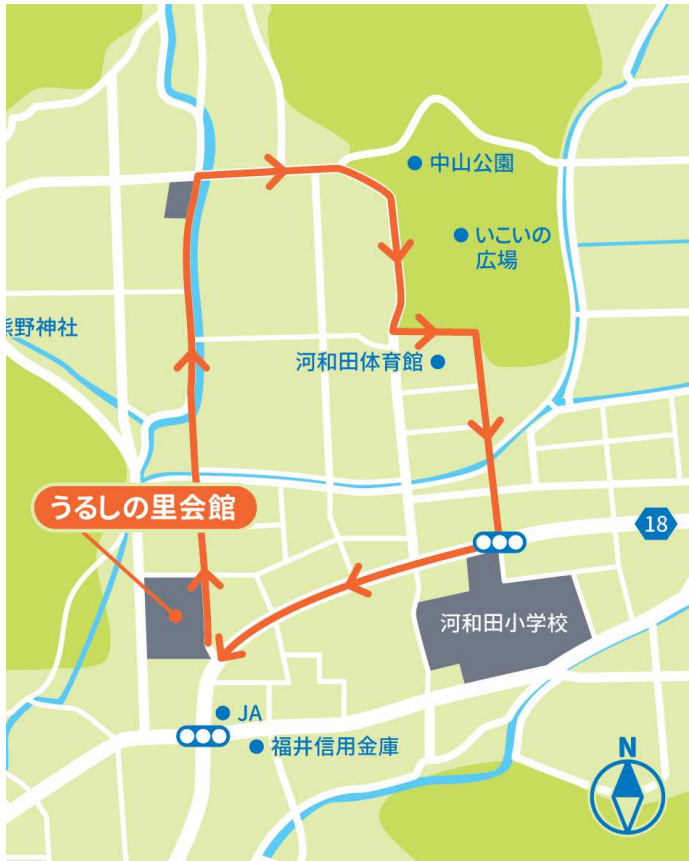 中山公園
いこいの
広場
熊野神社
河和田体育館
うるしの里会館
18
河和田小学校
JA
福井信用金庫
N